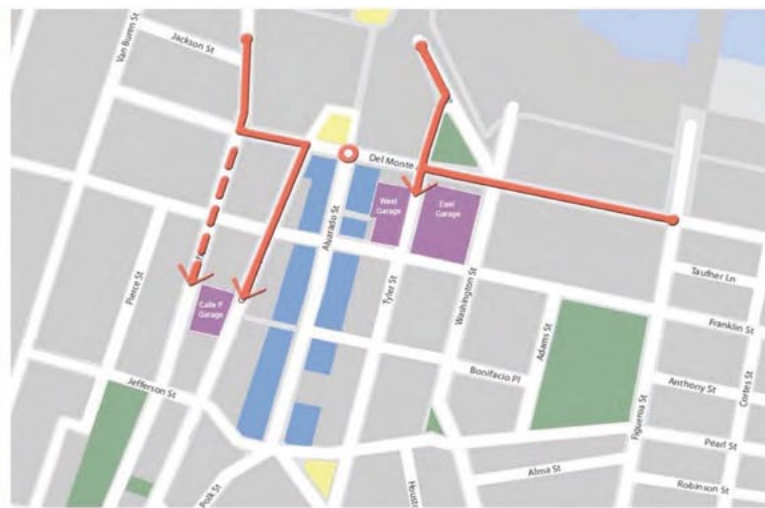 Van Buren St
Jackson St
Del Monte
West
Garage
East
Garage
Alvarado St
Pierce St
Calle P
Garage
Tyler St
Washington St
Taufher Ln
Franklin St
Adams St
Bonifacio Pl
Jefferson St
Anthony St
Cortes St
Figueroa St
Pearl St
Alma St
Polk St
Robinson St